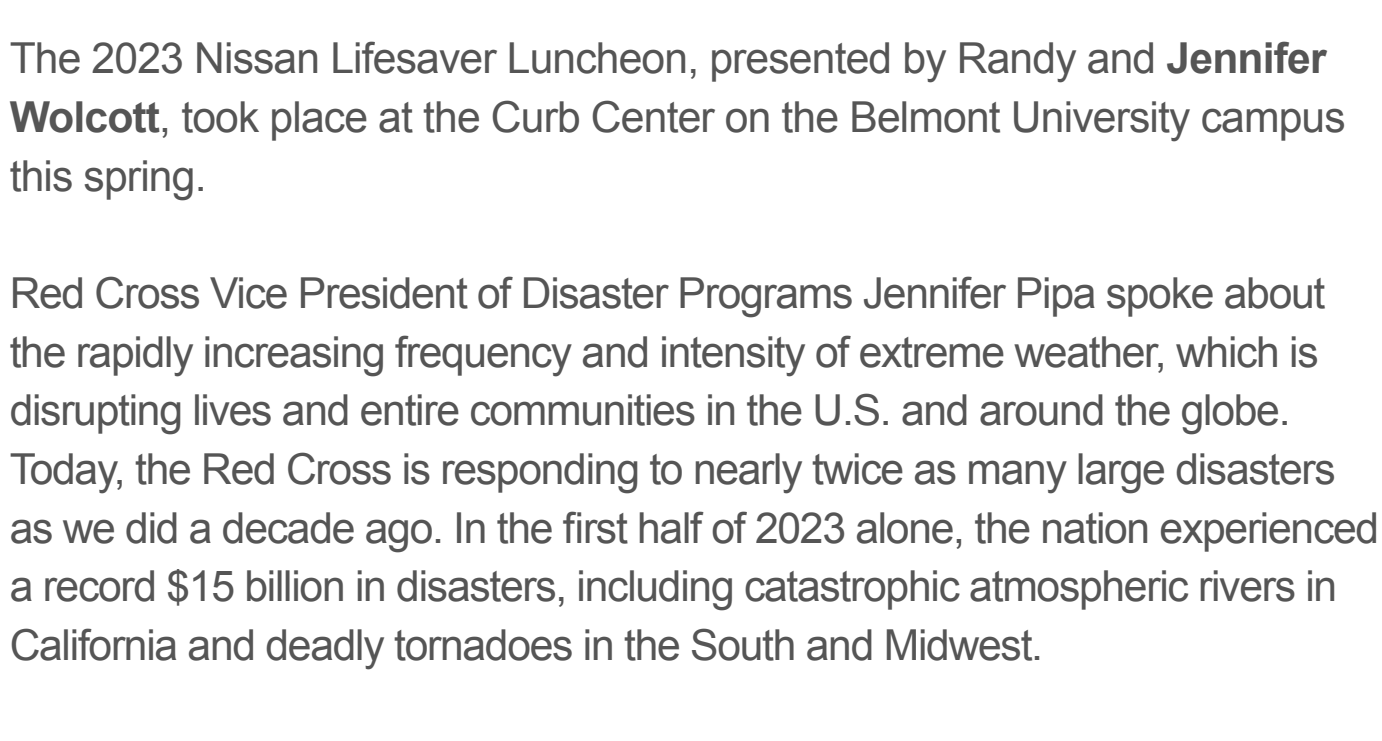 The 2023 Nissan Lifesaver Luncheon, presented by Randy and Jennifer
Wolcott, took place at the Curb Center on the Belmont University campus
this spring.
Red Cross Vice President of Disaster Programs Jennifer Pipa spoke about
the rapidly increasing frequency and intensity of extreme weather, which is
disrupting lives and entire communities in the U.S. and around the globe.
Today, the Red Cross is responding to nearly twice as many large disasters
as we did a decade ago. In the first half of 2023 alone, the nation experienced
a record $15 billion in disasters, including catastrophic atmospheric rivers in
California and deadly tornadoes in the South and Midwest.